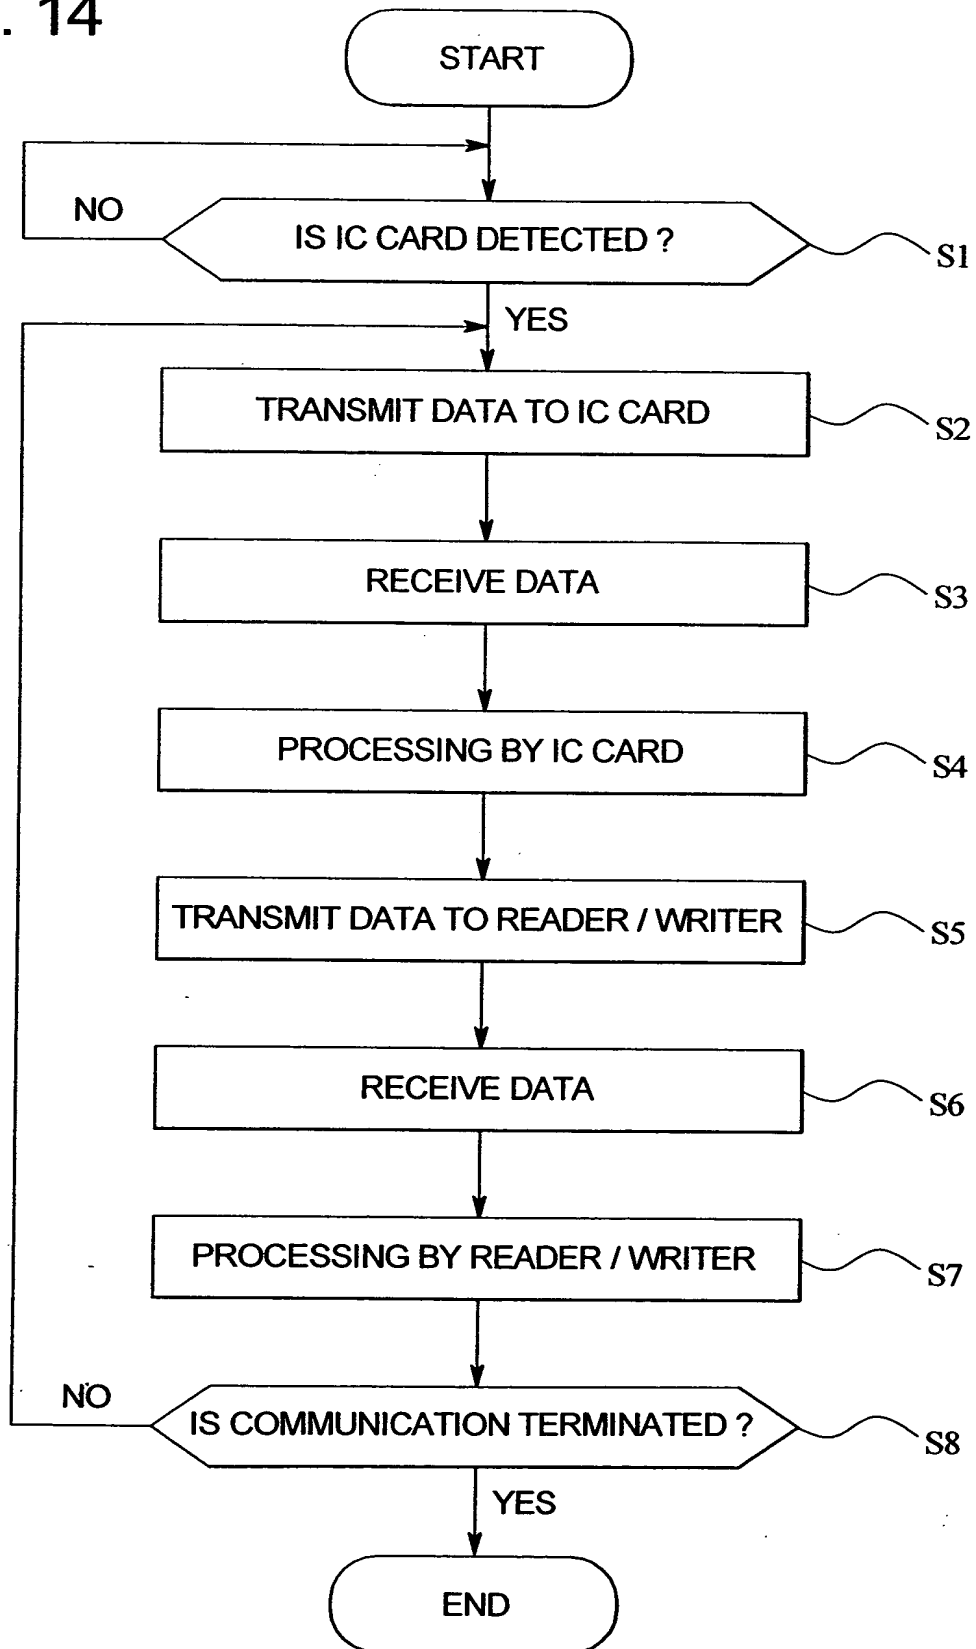 . 14
START
NO
IS IC CARD DETECTED ?
S1
YES
TRANSMIT DATA TO IC CARD
S2
RECEIVE DATA
S3
PROCESSING BY IC CARD
S4
TRANSMIT DATA TO READER / WRITER
S5
RECEIVE DATA
S6
PROCESSING BY READER / WRITER
S7
NO
IS COMMUNICATION TERMINATED ?
S8
YES
END